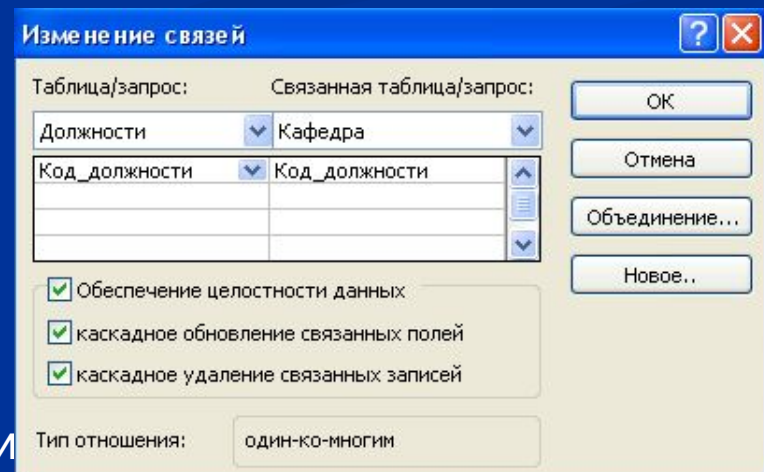 Изменение связей
Таблица/запрос: Связанная таблица/запрос:
Должности Кафедра
Код_должности Код_должности
ОК
Отмена
Объединение...
Новое..
Обеспечение целостности данных
каскадное обновление связанных полей
каскадное удаление связанных записей
Тип отношения: один-ко-многим